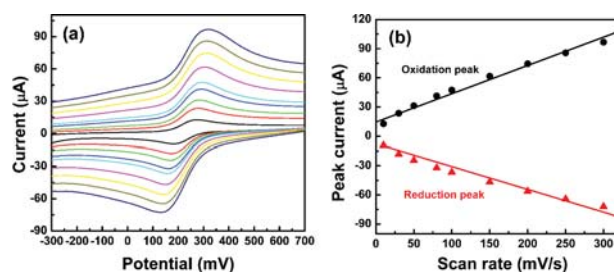 (a)
Current (μA)
90
60
30
0
-30
-60
-90
-300 -200 -100 0 100 200 300 400 500 600 700
Potential (mV)
(b)
Peak current (μA)
120
90
60
30
0
-30
-60
-90
Oxidation peak
Reduction peak
0 50 100 150 200 250 300
Scan rate (mV/s)